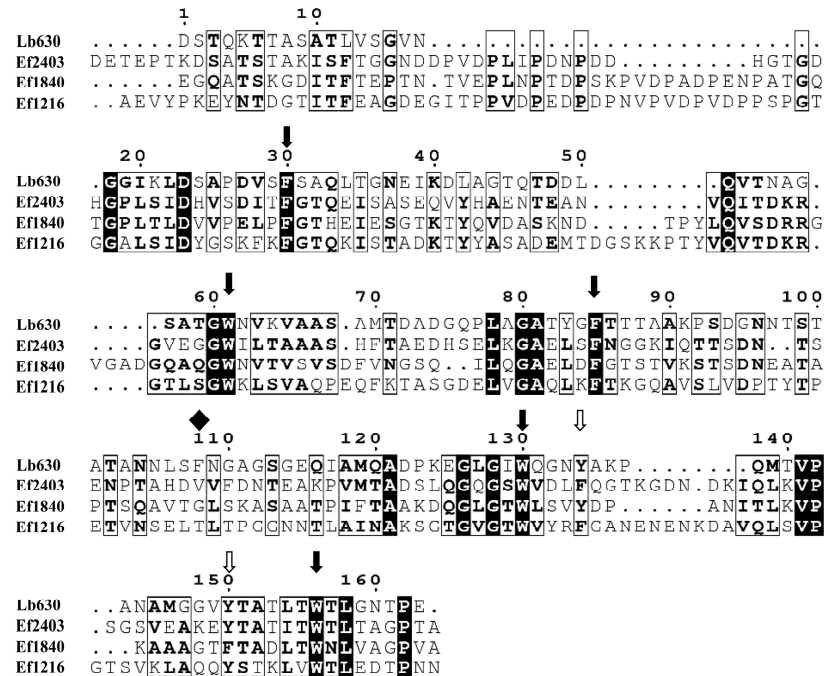 1 10
Lb630 ......DSTQKTTASATLVSGVN...........................
Ef2403 DETEPTKDSATSTAKISFTGGNDDPVDPLIPDNPDD.........HGTGD
Ef1840 ......EGQATSKGDITFTEPTN.TVEPLNPTDPSKPVDPADPENPATGQ
Ef1216 ..AEVYPKEYNTDGTITFEAGDEGITPPVDPEDPDPNVPVDPVDPPSPGT
20 30 40 50
Lb630 .GGIKLDSAPDVSFSAQLTGNEIKDLAGTQTDDL.........QVTNAG.
Ef2403 HGPLSIDHVSDITFGTQEISASEQVYHAENTEAN........VQITDKR.
Ef1840 TGPLTLDVVPELPFGTHEIESGTKTYQVDASKND....TPYLQVSDRRG
Ef1216 GGALSIDYGSKFKFGTQKISTADKTYYASADEMTDGSKKPTYVQVTDKR.
60 70 80 90 100
Lb630 ....SATGWNVKVAAS.AMTDADGQPLAGATYGFTTTAAKPSDGNNTST
Ef2403 ....GVEGGWILTAAAS.HFTAEDHSELKGAELSFNGGKIQTTSDN..TS
Ef1840 VGADGQAQGWNVTVSVSDFVNGSQ..ILQGAELDFGTSTVKSTSDNEATA
Ef1216 ....GTLSGWKLSVAQPEQFKTASGDELVGAQLKFTKGQAVSLVDPTYTP
110 120 130 140
Lb630 ATANNLSFNGAGSGEQIAMQADPKEGLGIWQGNYAKP.......QMTVP
Ef2403 ENPTAHDVVFDNTEAKPVMTADSLQGQGSWVDLFQGTKGDN.DKIQLKVP
Ef1840 PTSQAVTGLSKASAATPIFTAAKDQGLGTWLSVYDP.....ANITLKVP
Ef1216 ETVNSELTLTPGGNNTLAINAKSGTGVGTWVYRFGANENENKDAVQLSVP
150 160
Lb630 ..ANAMGGVYTATLTWTLGNTPE.
Ef2403 .SGSVEAKEYTATITWTLTAGPTA
Ef1840 ...KAAAGTFTADLTWNLVAGPVA
Ef1216 GTSVKLAQQYSTKLVWTLEDTPNN